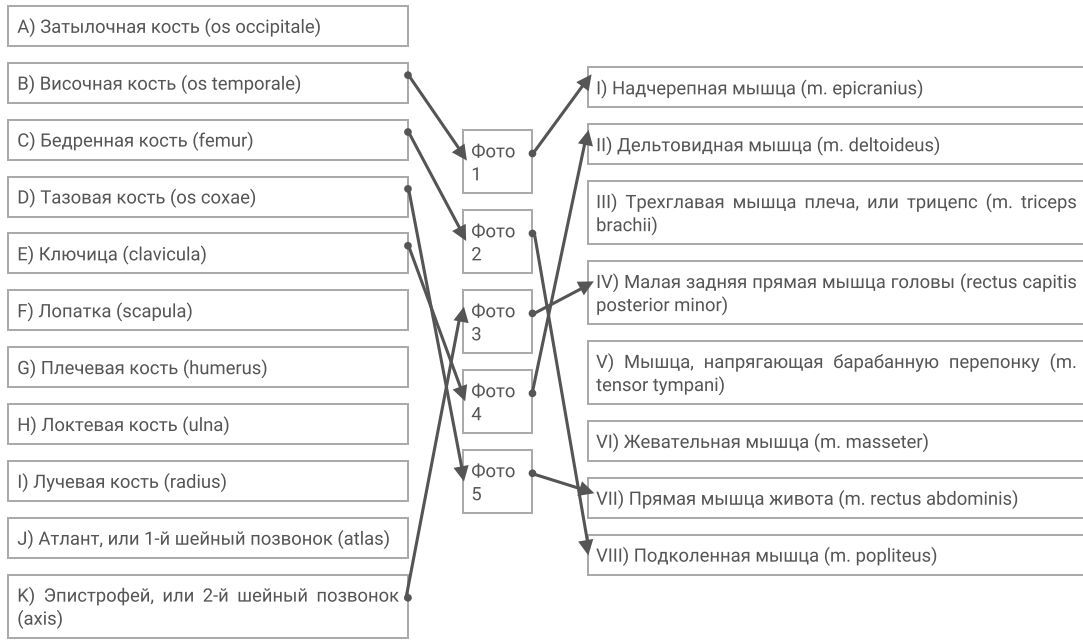 A) Затылочная кость (os occipitale)
B) Височная кость (os temporale)
C) Бедренная кость (femur)
D) Тазовая кость (os coxae)
E) Ключица (clavicula)
F) Лопатка (scapula)
G) Плечевая кость (humerus)
H) Локтевая кость (ulna)
I) Лучевая кость (radius)
J) Атлант, или 1-й шейный позвонок (atlas)
K) Эпистрофей, или 2-й шейный позвонок
(axis)
Фото
1
Фото
2
Фото
3
Фото
4
Фото
5
I) Надчерепная мышца (m. epicranius)
II) Дельтовидная мышца (m. deltoideus)
III) Трехглавая мышца плеча, или трицепс (m. triceps
brachii)
IV) Малая задняя прямая мышца головы (rectus capitis
posterior minor)
V) Мышца, напрягающая барабанную перепонку (m.
tensor tympani)
VI) Жевательная мышца (m. masseter)
VII) Прямая мышца живота (m. rectus abdominis)
VIII) Подколенная мышца (m. popliteus)